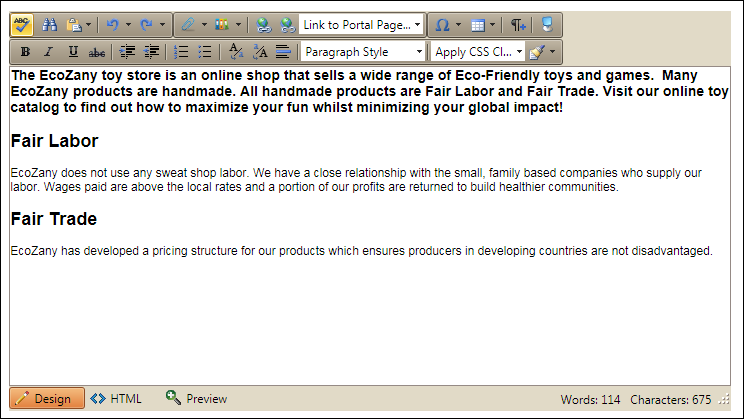 ABC Link to Portal Page...
B I U abc Paragraph Style Apply CSS Cl...
The EcoZany toy store is an online shop that sells a wide range of Eco-Friendly toys and games.  Many
EcoZany products are handmade. All handmade products are Fair Labor and Fair Trade. Visit our online toy
catalog to find out how to maximize your fun whilst minimizing your global impact!
Fair Labor
EcoZany does not use any sweat shop labor. We have a close relationship with the small, family based companies who supply our
labor. Wages paid are above the local rates and a portion of our profits are returned to build healthier communities.
Fair Trade
EcoZany has developed a pricing structure for our products which ensures producers in developing countries are not disadvantaged.
Design HTML Preview Words: 114 Characters: 675